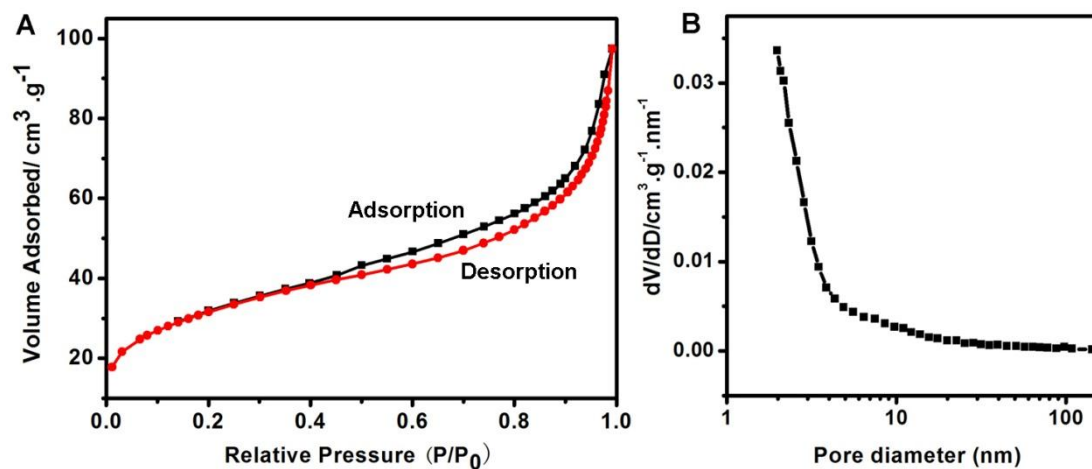 A
100
80
60
40
20
Volume Adsorbed/ cm³ .g⁻¹
Adsorption
Desorption
0.0 0.2 0.4 0.6 0.8 1.0
Relative Pressure (P/P₀)
B
0.03
0.02
0.01
0.00
dV/dD/cm³.g⁻¹.nm⁻¹
1 10 100
Pore diameter (nm)